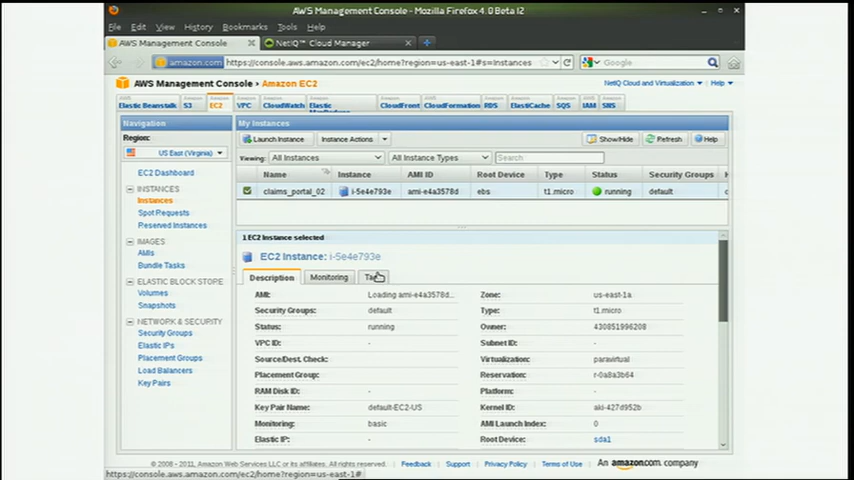 AWS Management Console - Mozilla Firefox 4.0 Beta 12
File Edit View History Bookmarks Tools Help
AWS Management Console
NetIQ™ Cloud Manager
amazon.com https://console.aws.amazon.com/ec2/home?region=us-east-1#s=Instances
Google
AWS Management Console > Amazon EC2
NetIQ Cloud and Virtualization Help
Elastic Beanstalk S3 EC2 VPC CloudWatch Elastic CloudFront CloudFormation RDS ElastiCache SQS IAM SNS
Navigation
Region:
US East (Virginia)
EC2 Dashboard
INSTANCES
Instances
Spot Requests
Reserved Instances
IMAGES
AMIs
Bundle Tasks
ELASTIC BLOCK STORE
Volumes
Snapshots
NETWORK & SECURITY
Security Groups
Elastic IPs
Placement Groups
Load Balancers
Key Pairs
My Instances
Launch Instance Instance Actions Show/Hide Refresh Help
Viewing: All Instances All Instance Types Search
Name Instance AMI ID Root Device Type Status Security Groups
claims_portal_02 i-5e4e793e ami-e4a3578d ebs t1.micro running default
1 EC2 Instance selected
EC2 Instance: i-5e4e793e
Description Monitoring
AMI: Loading ami-e4a3578d... Zone: us-east-1a
Security Groups: default Type: t1.micro
Status: running Owner: 430851996208
VPC ID: - Subnet ID: -
Source/Dest. Check: Virtualization: paravirtual
Placement Group: Reservation: r-0a8a3b64
RAM Disk ID: - Platform: -
Key Pair Name: default-EC2-US Kernel ID: aki-427d952b
Monitoring: basic AMI Launch Index: 0
Elastic IP: - Root Device: sda1
© 2008 - 2011, Amazon Web Services LLC or its affiliates. All rights reserved. Feedback Support Privacy Policy Terms of Use An amazon.com. company
https://console.aws.amazon.com/ec2/home?region=us-east-1#